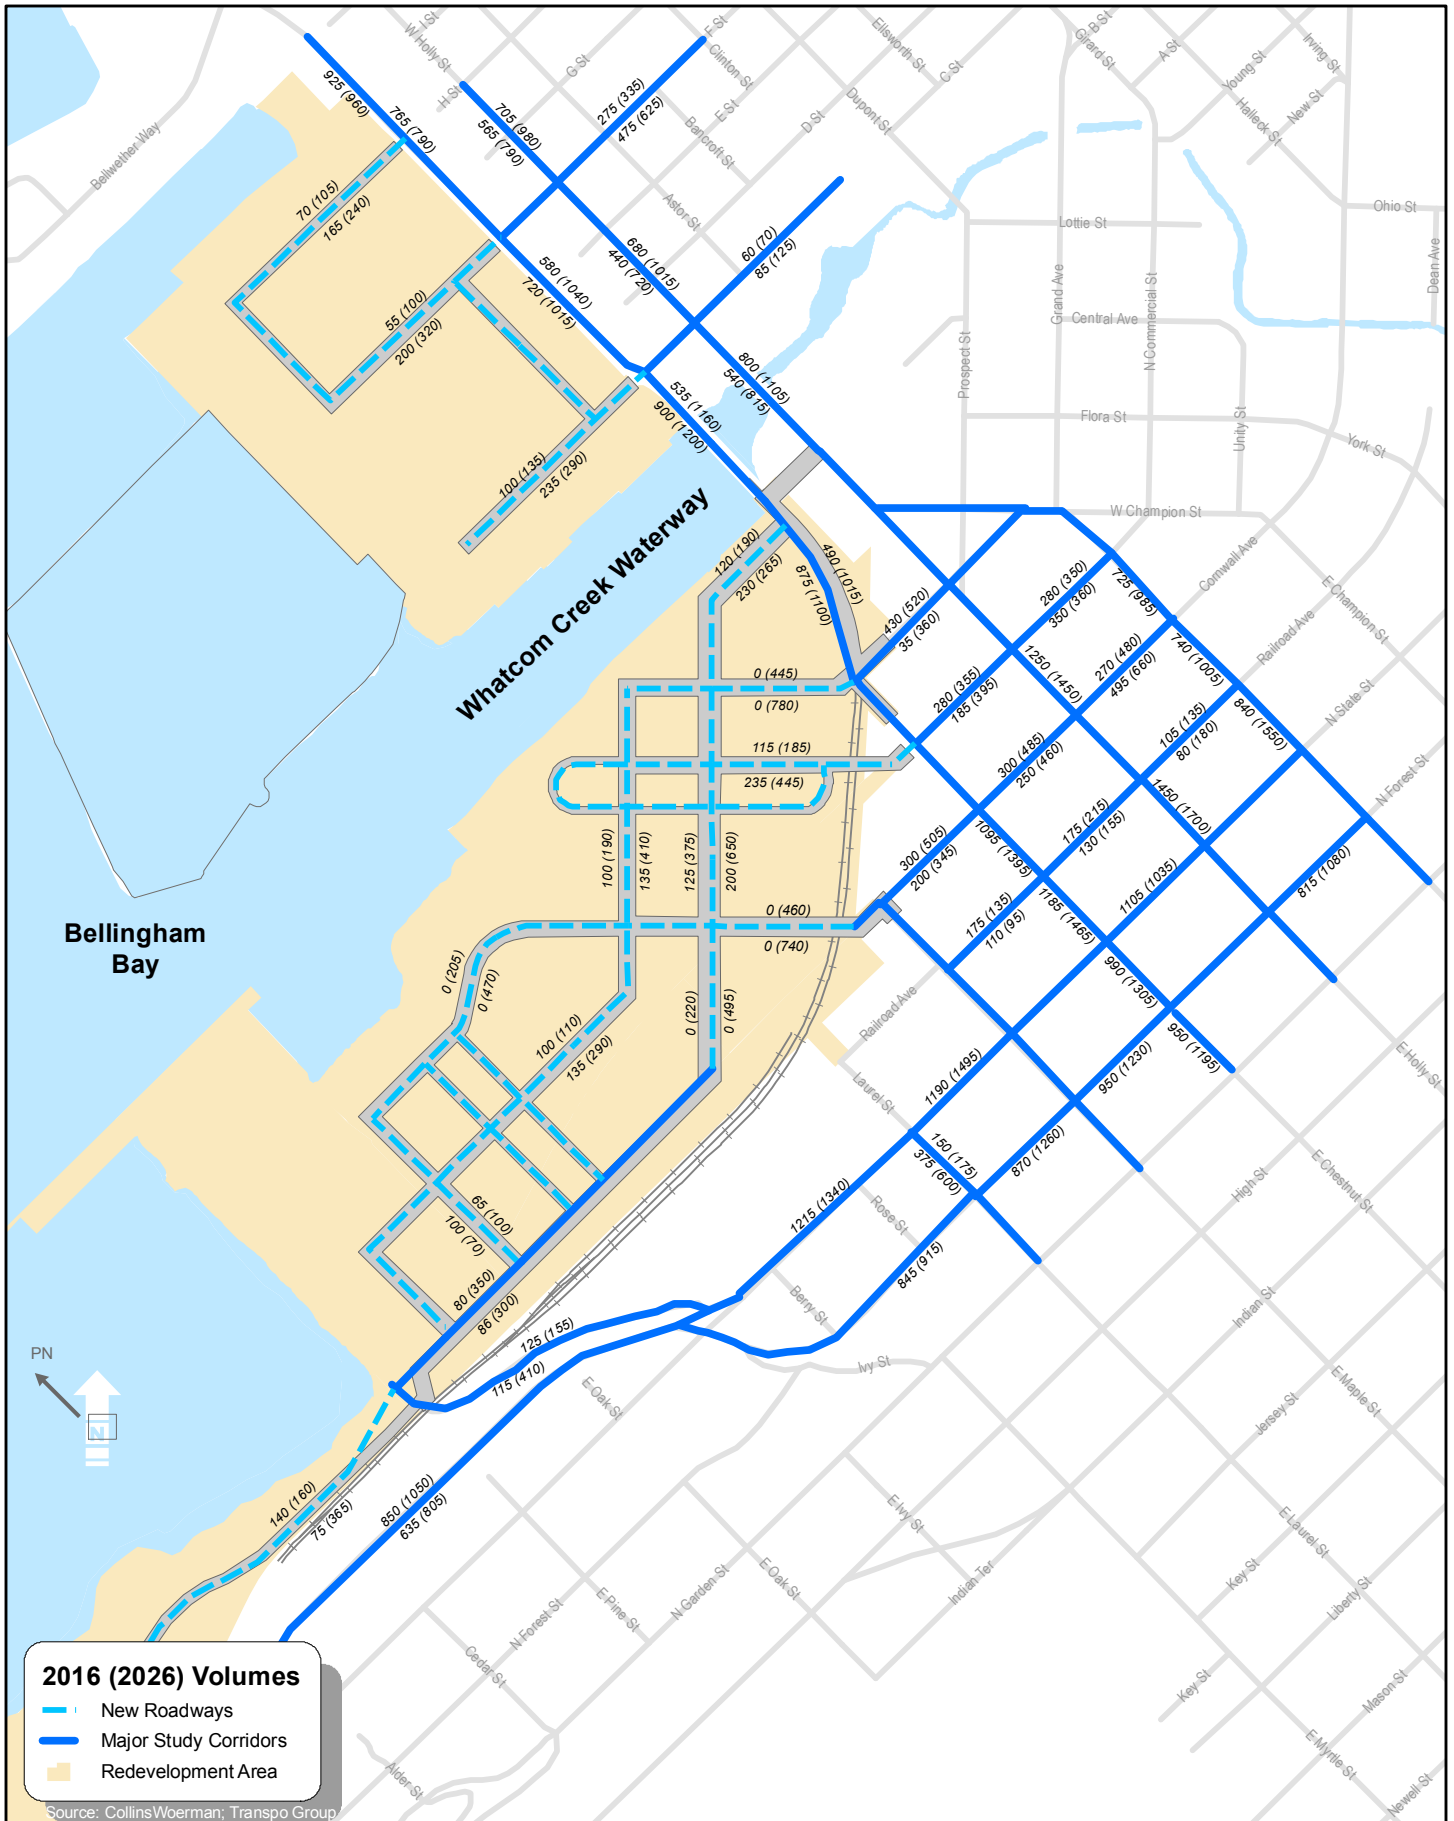 I St
W Holly St
H St
G St
F St
Clinton St
E St
Bancroft St
D St
Astor St
Ellsworth St
C St
Dupont St
Girard St
B St
A St
Young St
Halleck St
New St
Irving St
Ohio St
Dean Ave
Lottie St
Grand Ave
N Commercial St
Central Ave
Prospect St
Flora St
Unity St
York St
W Champion St
Cornwall Ave
E Champion St
Railroad Ave
N State St
N Forest St
Bellwether Way
925 (960)
765 (790)
705 (980)
565 (790)
275 (335)
475 (625)
70 (105)
165 (240)
680 (1015)
440 (720)
60 (70)
85 (125)
580 (1040)
720 (1015)
55 (100)
200 (320)
800 (1105)
540 (815)
535 (1160)
900 (1200)
100 (135)
235 (290)
Whatcom Creek Waterway
120 (190)
230 (265)
490 (1015)
875 (1100)
430 (520)
35 (360)
280 (350)
350 (360)
725 (985)
740 (1005)
270 (480)
495 (660)
1250 (1450)
840 (1550)
0 (445)
0 (780)
280 (355)
185 (395)
105 (135)
80 (180)
115 (185)
235 (445)
300 (485)
250 (460)
1450 (1700)
175 (215)
130 (155)
1095 (1395)
300 (505)
200 (345)
100 (190)
135 (410)
125 (375)
200 (650)
1105 (1035)
815 (1080)
1185 (1465)
0 (460)
0 (740)
175 (135)
110 (95)
990 (1305)
950 (1195)
Bellingham
Bay
0 (205)
0 (470)
0 (220)
0 (495)
Railroad Ave
Laurel St
E Holly St
100 (110)
135 (290)
1190 (1495)
950 (1230)
150 (175)
375 (600)
870 (1260)
E Chestnut St
High St
65 (100)
100 (70)
1215 (1340)
Rose St
845 (915)
80 (350)
86 (300)
Berry St
Indian St
125 (155)
115 (410)
Ivy St
E Oak St
E Maple St
Jersey St
PN
N
140 (160)
75 (365)
850 (1050)
635 (805)
E Ivy St
E Laurel St
E Oak St
Indian Ter
Key St
Liberty St
N Forest St
E Pine St
N Garden St
Cedar St
Key St
Mason St
E Myrtle St
Newell St
Alder St
2016 (2026) Volumes
New Roadways
Major Study Corridors
Redevelopment Area
Source: CollinsWoerman; Transpo Group